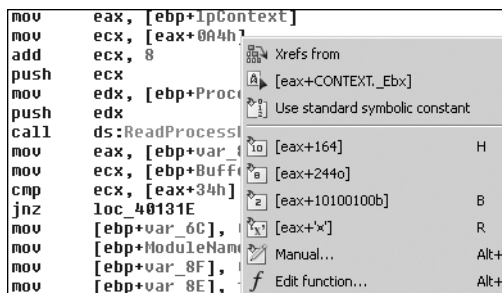 mov eax, [ebp+lpContext]
mov ecx, [eax+0A4h]
add ecx, 8
push ecx
mov edx, [ebp+Proce
push edx
call ds:ReadProcess
mov eax, [ebp+var_8
mov ecx, [ebp+Buffe
cmp ecx, [eax+34h]
jnz loc_40131E
mov [ebp+var_6C],
mov [ebp+ModuleName
mov [ebp+var_8F],
mov [ebp+var_8E],
Xrefs from
[eax+CONTEXT._Ebx]
Use standard symbolic constant
[eax+164] H
[eax+244o]
[eax+10100100b] B
[eax+'×'] R
Manual... Alt+
Edit function... Alt+